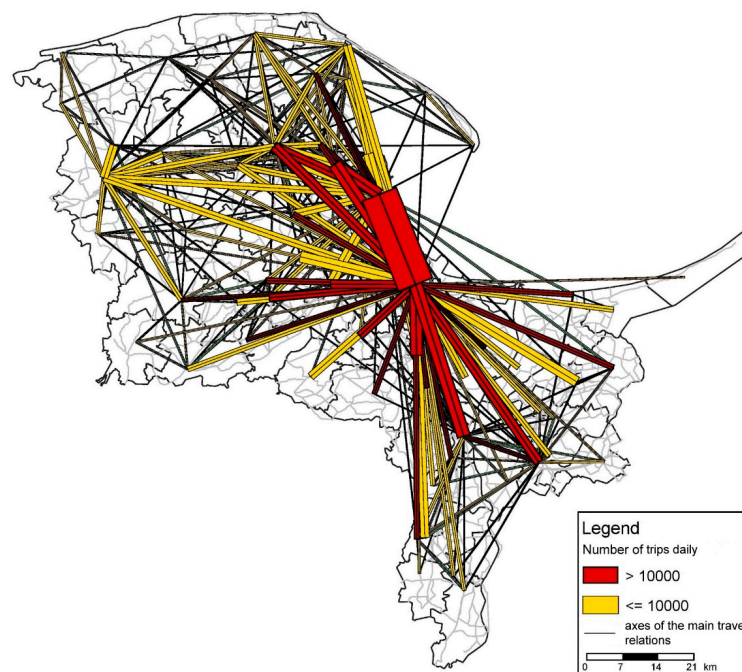 Legend
Number of trips daily
> 10000
<= 10000
axes of the main trave
relations
0 7 14 21 km